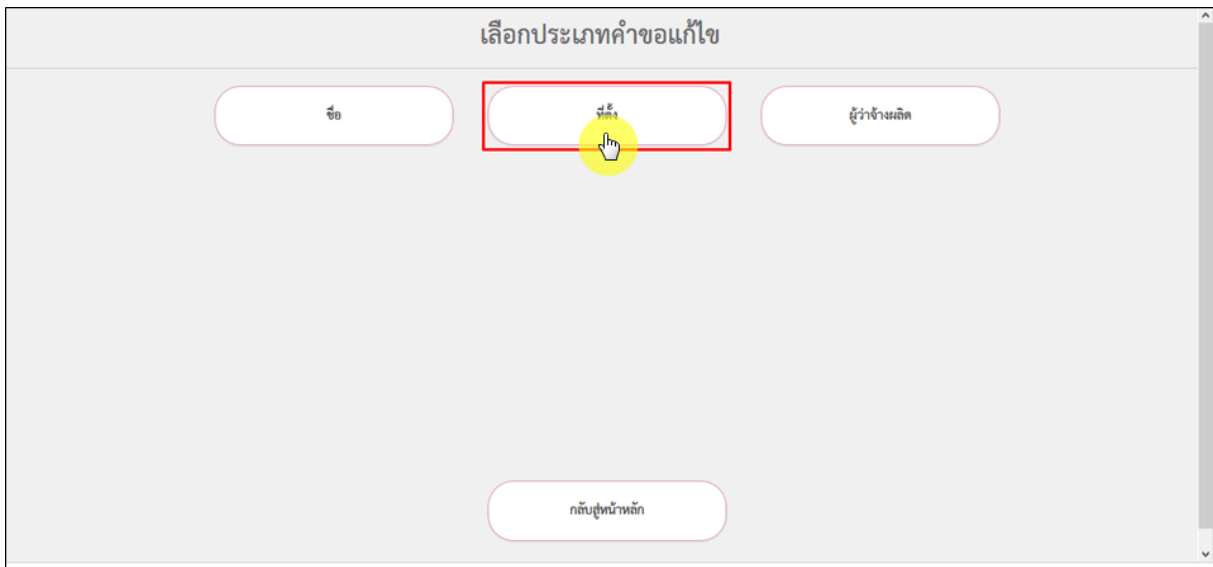 เลือกประเภทคำขอแก้ไข
ชื่อ
ที่ตั้ง
ผู้ว่าจ้างผลิต
กลับสู่หน้าหลัก